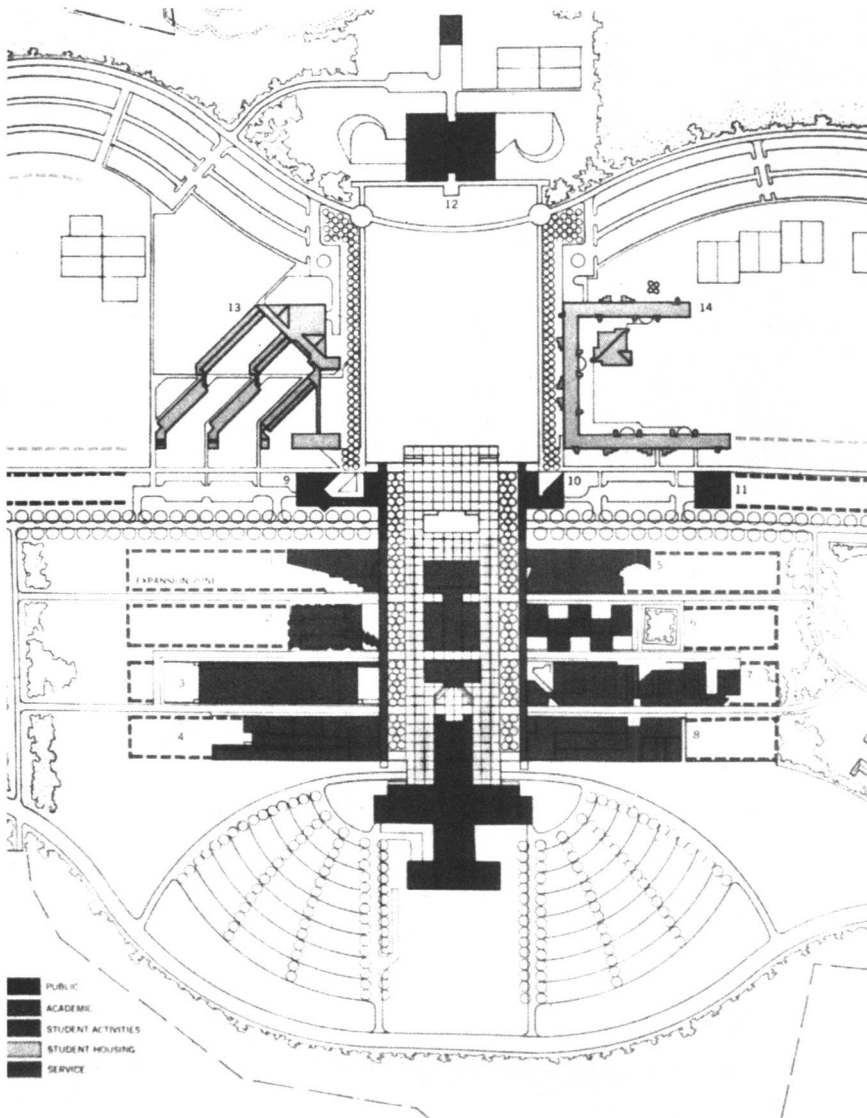 12
13
14
9
10
11
EXPANSION ZONE
5
6
3
7
4
8
PUBLIC
ACADEMIC
STUDENT ACTIVITIES
STUDENT HOUSING
SERVICE